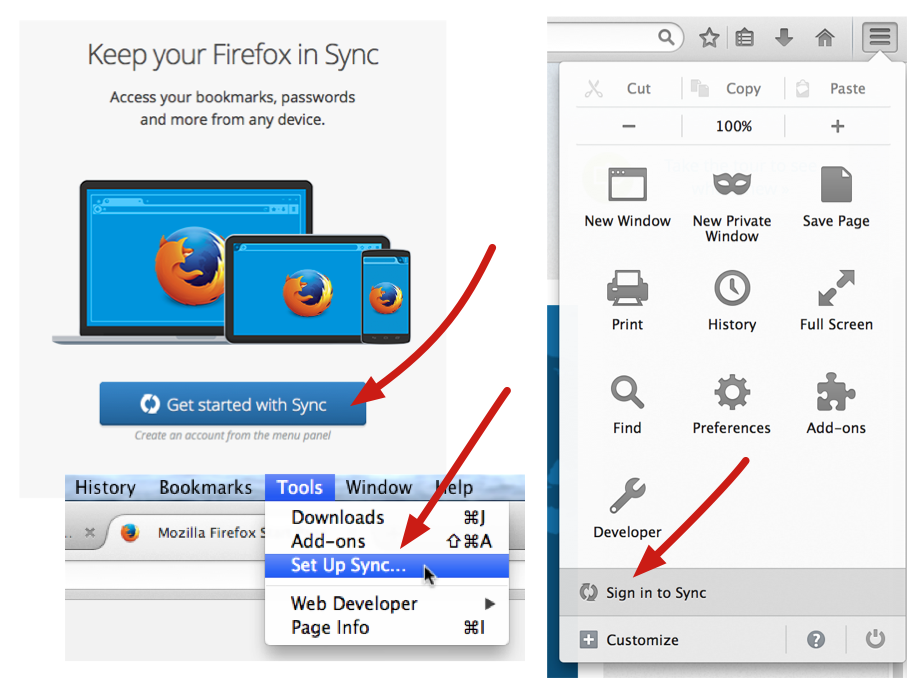 Keep your Firefox in Sync
Access your bookmarks, passwords
and more from any device.
Get started with Sync
Create an account from the menu panel
History Bookmarks Tools Window Help
... Mozilla Firefox S
Downloads ⌘J
Add-ons ⇧⌘A
Set Up Sync...
Web Developer ▶
Page Info ⌘I
Cut Copy Paste
− 100% +
New Window New Private Window Save Page
Print History Full Screen
Find Preferences Add-ons
Developer
Sign in to Sync
Customize ?